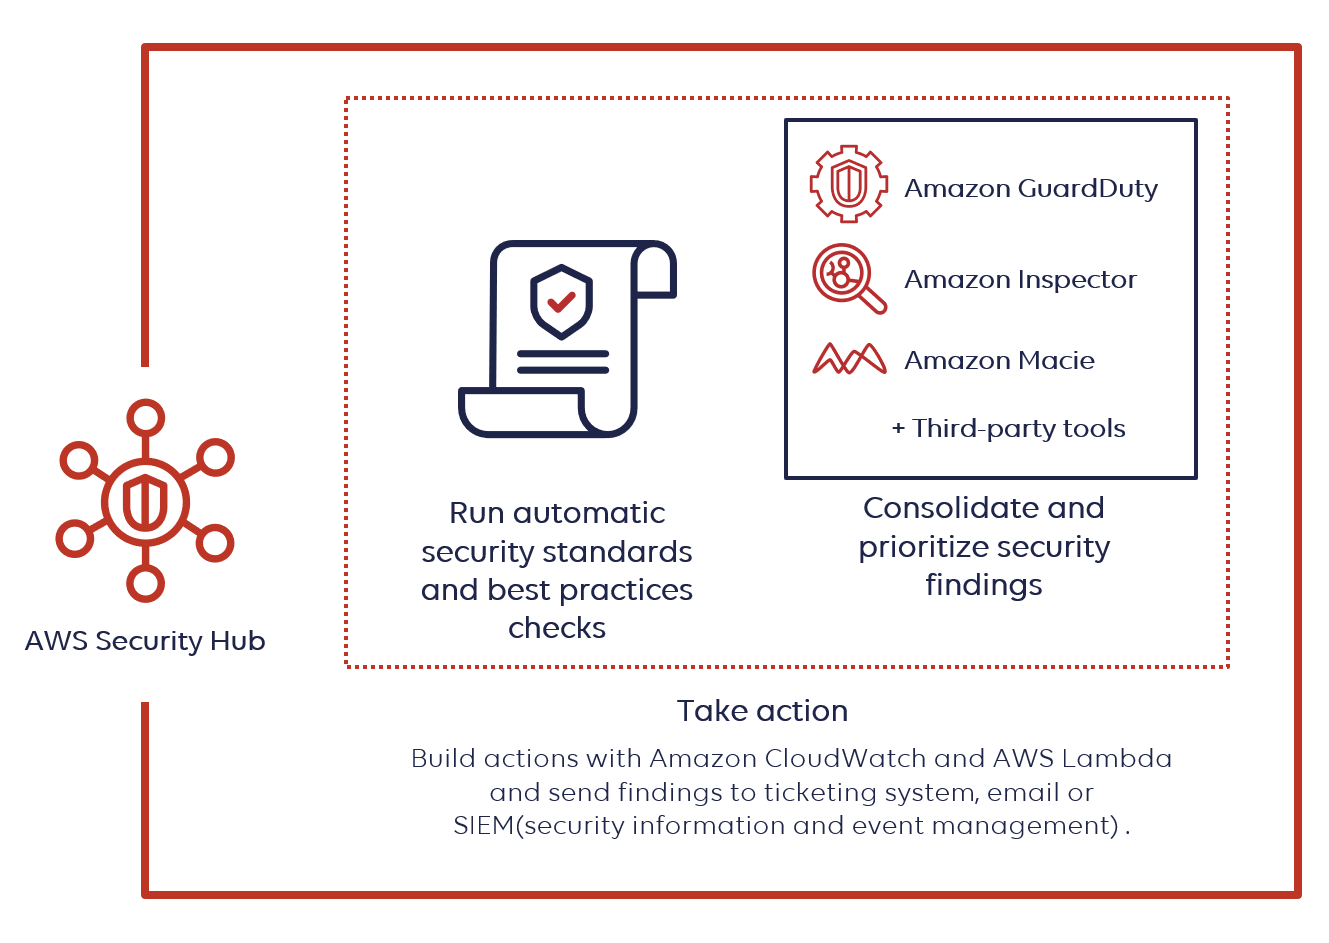 Amazon GuardDuty
Amazon Inspector
Amazon Macie
+ Third-party tools
Run automatic
security standards
and best practices
checks
Consolidate and
prioritize security
findings
AWS Security Hub
Take action
Build actions with Amazon CloudWatch and AWS Lambda
and send findings to ticketing system, email or
SIEM(security information and event management) .